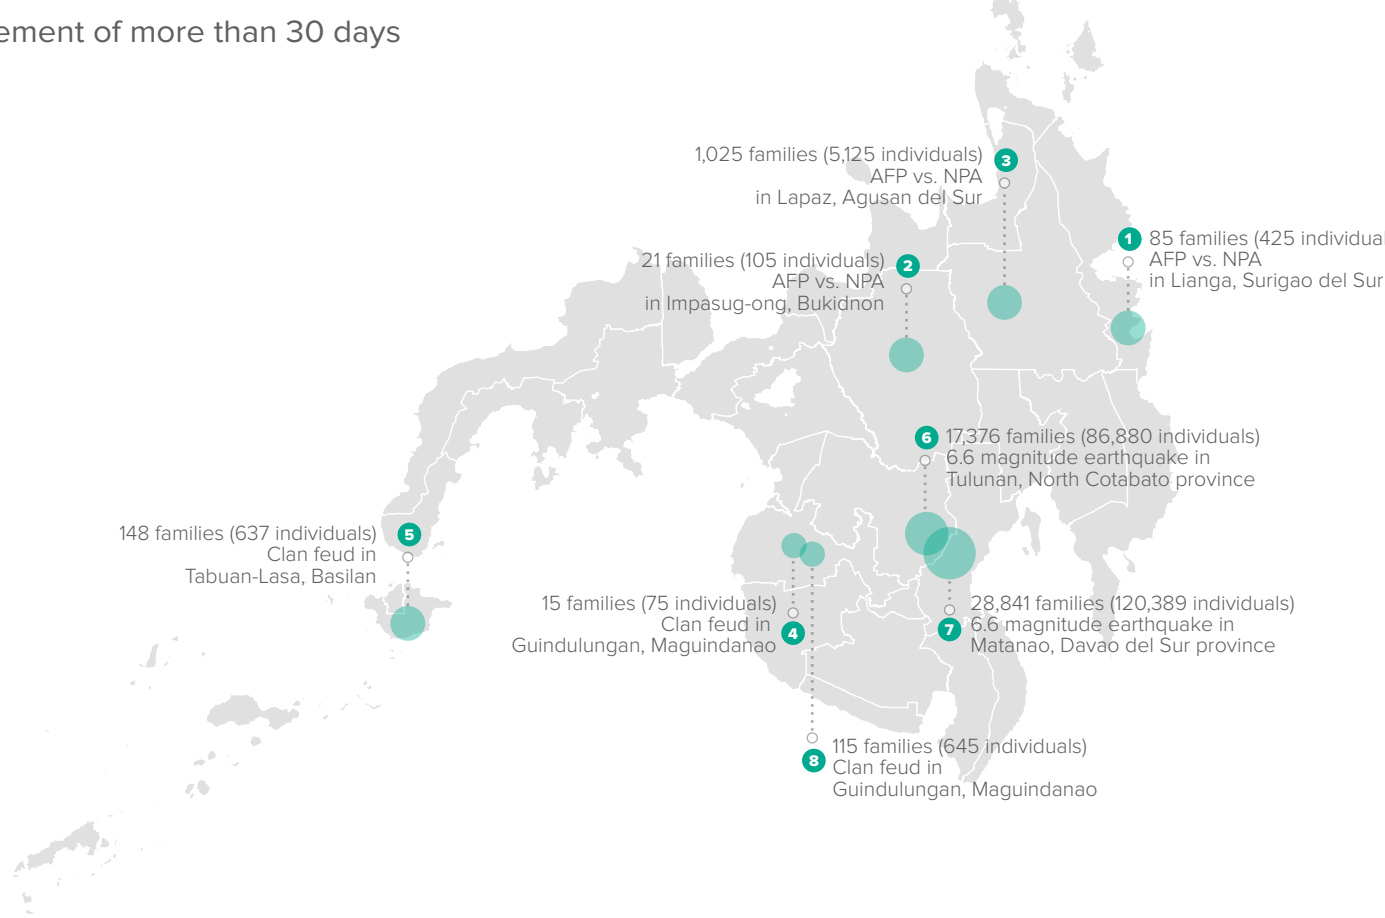 ement of more than 30 days
3
1,025 families (5,125 individuals)
AFP vs. NPA
in Lapaz, Agusan del Sur
1
85 families (425 individual
AFP vs. NPA
in Lianga, Surigao del Sur
2
21 families (105 individuals)
AFP vs. NPA
in Impasug-ong, Bukidnon
6
17,376 families (86,880 individuals)
6.6 magnitude earthquake in
Tulunan, North Cotabato province
5
148 families (637 individuals)
Clan feud in
Tabuan-Lasa, Basilan
4
15 families (75 individuals)
Clan feud in
Guindulungan, Maguindanao
7
28,841 families (120,389 individuals)
6.6 magnitude earthquake in
Matanao, Davao del Sur province
8
115 families (645 individuals)
Clan feud in
Guindulungan, Maguindanao